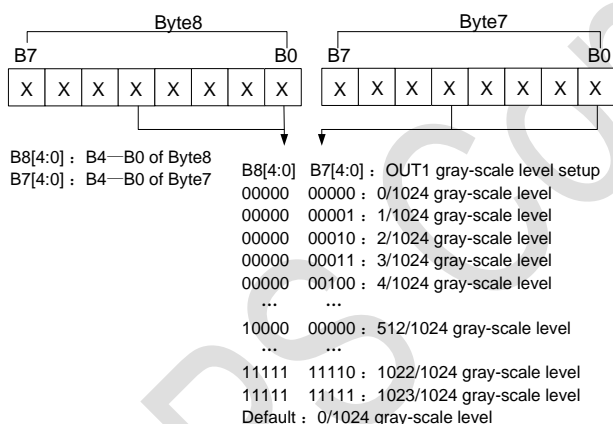 Byte8 Byte7
B7 B0 B7 B0
X X X X X X X X X X X X X X X X
B8[4:0]：B4—B0 of Byte8
B7[4:0]：B4—B0 of Byte7
B8[4:0] B7[4:0]：OUT1 gray-scale level setup
00000 00000：0/1024 gray-scale level
00000 00001：1/1024 gray-scale level
00000 00010：2/1024 gray-scale level
00000 00011：3/1024 gray-scale level
00000 00100：4/1024 gray-scale level
… …
10000 00000：512/1024 gray-scale level
… …
11111 11110：1022/1024 gray-scale level
11111 11111：1023/1024 gray-scale level
Default：0/1024 gray-scale level